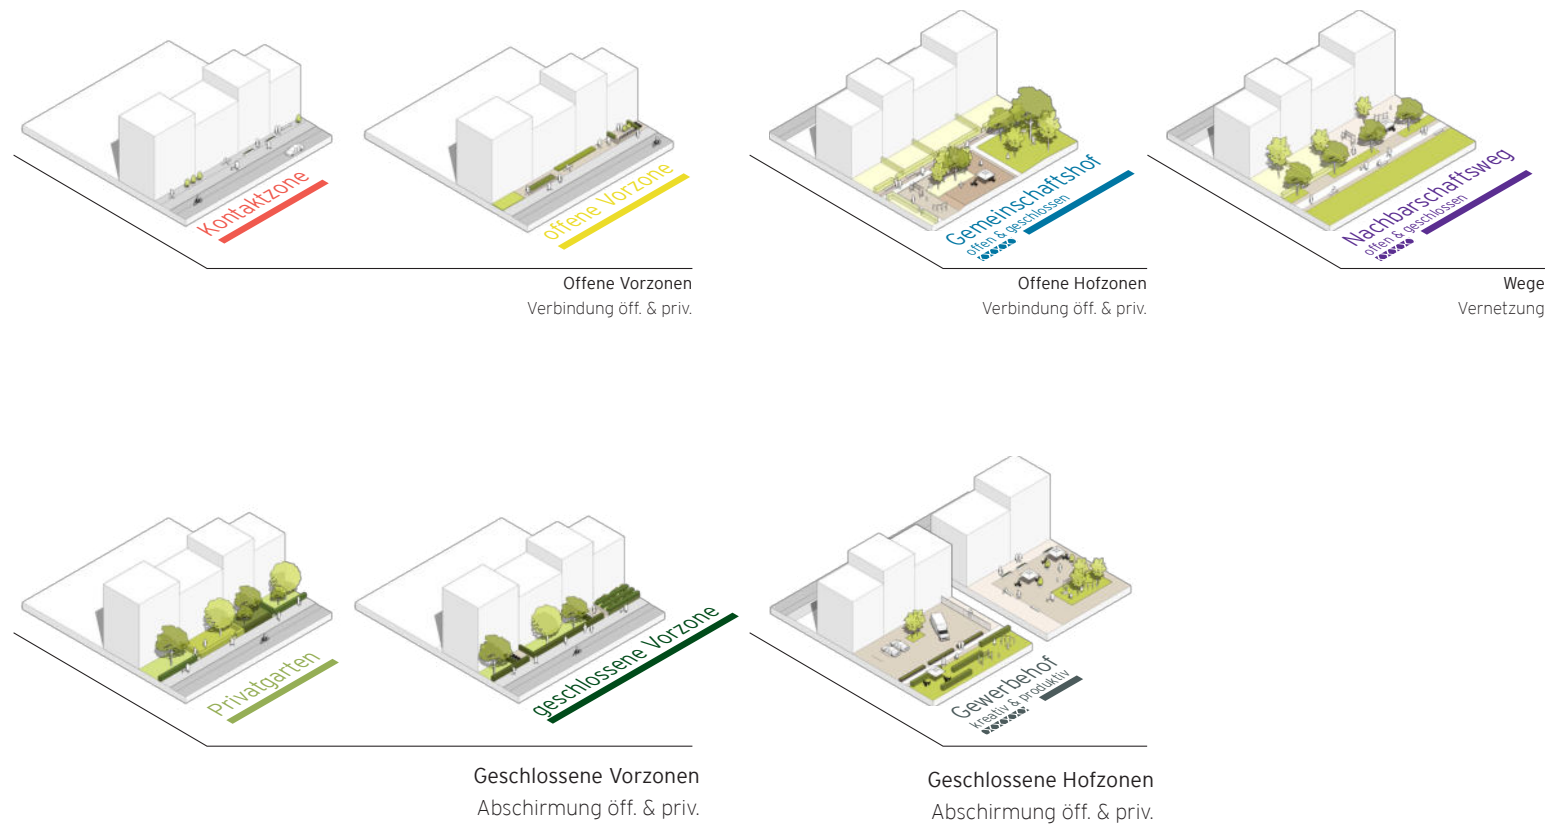 Kontaktzone
offene Vorzone
Offene Vorzonen
Verbindung öff. & priv.
Gemeinschaftshof
offen & geschlossen
Offene Hofzonen
Verbindung öff. & priv.
Nachbarschaftsweg
offen & geschlossen
Wege
Vernetzung
Privatgarten
geschlossene Vorzone
Geschlossene Vorzonen
Abschirmung öff. & priv.
Gewerbehof
kreativ & produktiv
Geschlossene Hofzonen
Abschirmung öff. & priv.